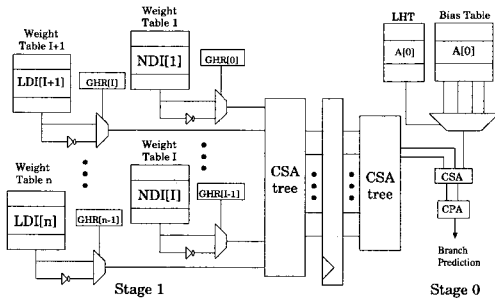 Weight
Table I+1
LDI[I+1]
GHR[I]
Weight
Table 1
NDI[1]
GHR[0]
Weight
Table n
LDI[n]
GHR[n-1]
Weight
Table I
NDI[I]
GHR[I-1]
CSA
tree
CSA
tree
LHT
A[0]
Bias Table
A[0]
CSA
CPA
Branch
Prediction
Stage 1
Stage 0